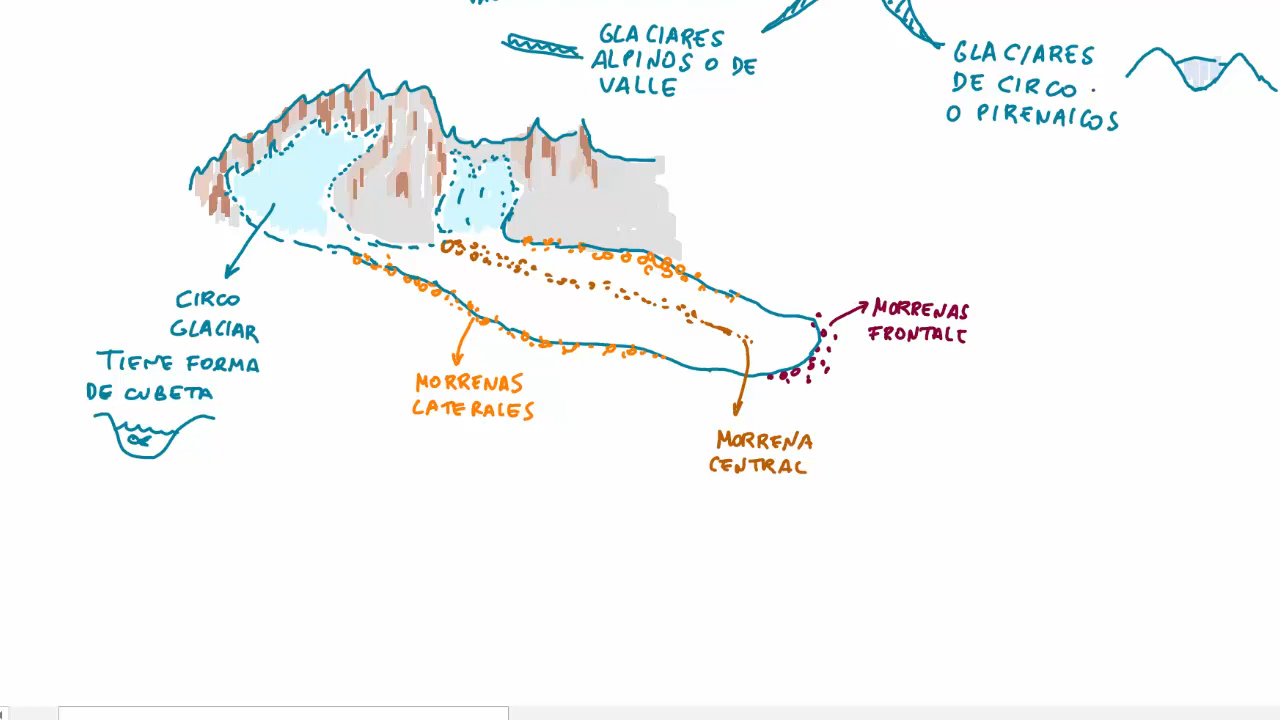 GLACIARES
ALPINOS O DE
VALLE
GLACIARES
DE CIRCO
O PIRENAICOS
CIRCO
GLACIAR
TIENE FORMA
DE CUBETA
MORRENAS
LATERALES
MORRENA
CENTRAL
MORRENAS
FRONTALE